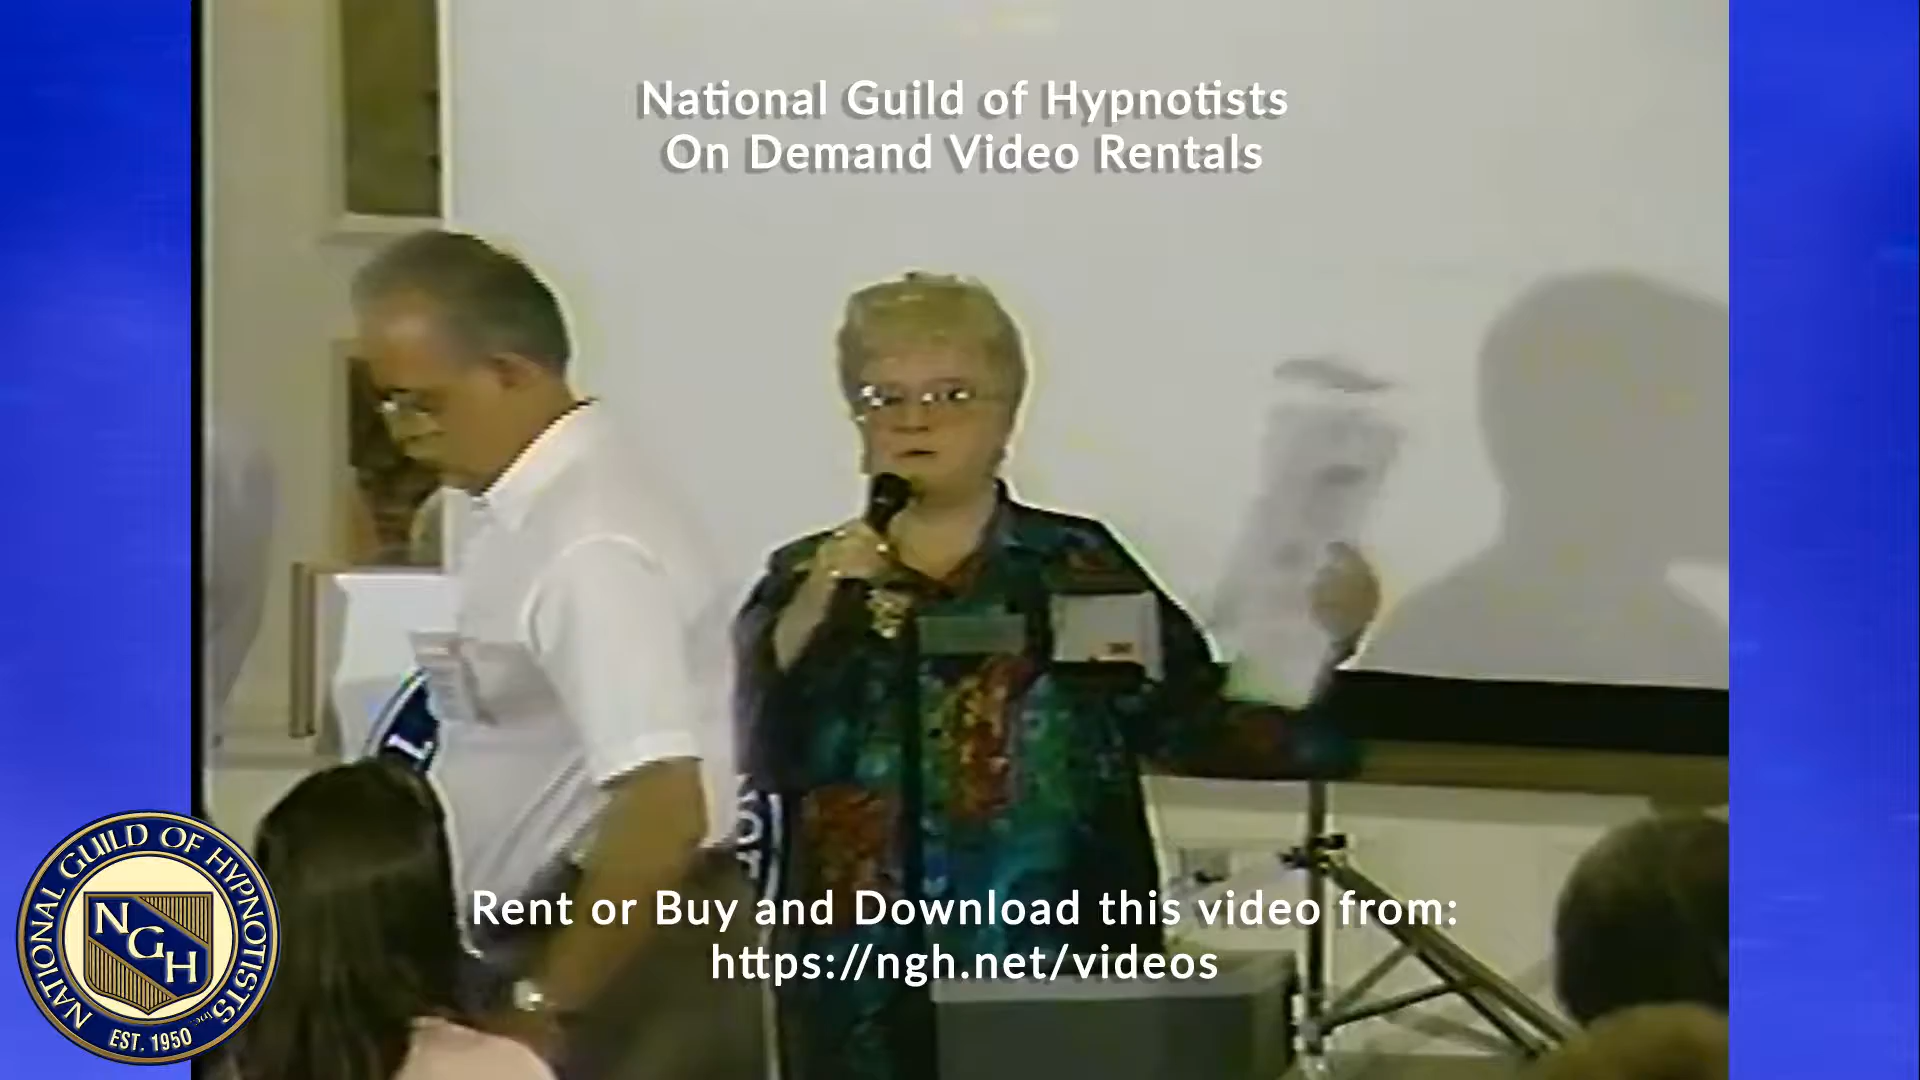 National Guild of Hypnotists
On Demand Video Rentals
Rent or Buy and Download this video from:
https://ngh.net/videos
NATIONAL GUILD OF HYPNOTISTS Inc.
NGH
EST. 1950